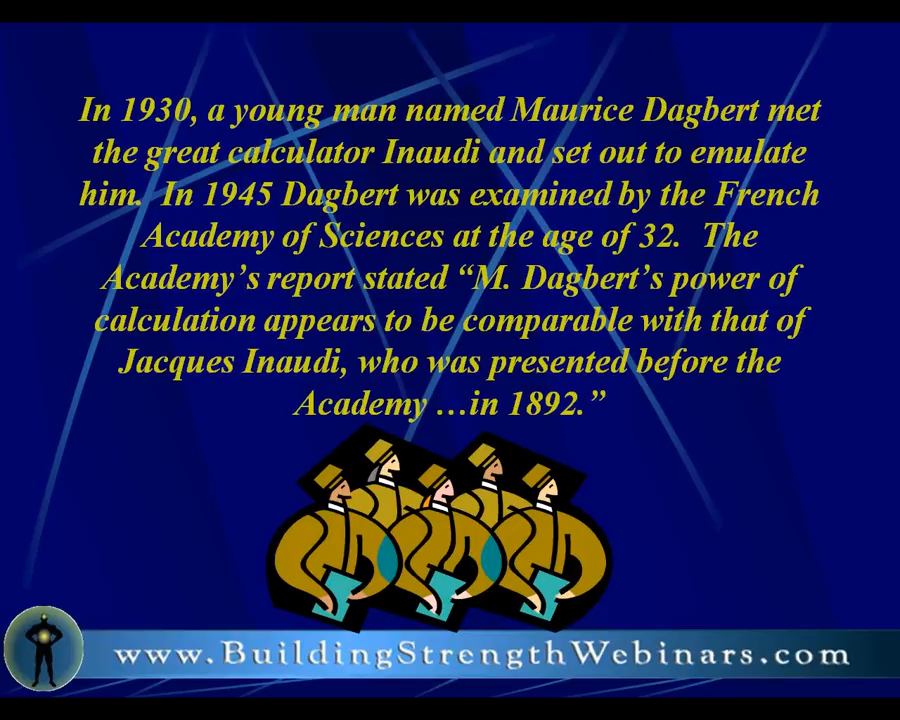 In 1930, a young man named Maurice Dagbert met
the great calculator Inaudi and set out to emulate
him.  In 1945 Dagbert was examined by the French
Academy of Sciences at the age of 32.  The
Academy’s report stated “M. Dagbert’s power of
calculation appears to be comparable with that of
Jacques Inaudi, who was presented before the
Academy …in 1892.”
www.BuildingStrengthWebinars.com